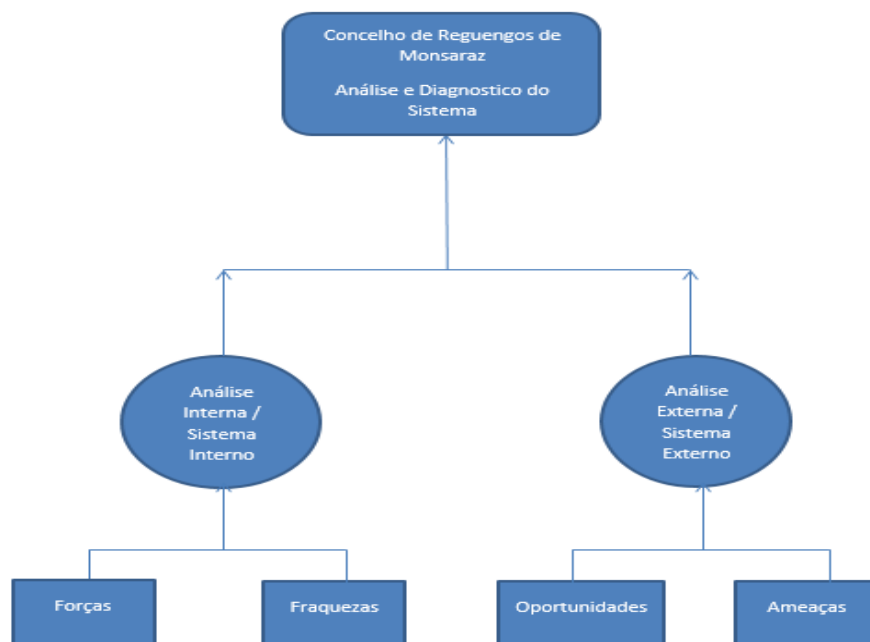 Concelho de Reguengos de
Monsaraz
Análise e Diagnostico do
Sistema
Análise
Interna /
Sistema
Interno
Análise
Externa /
Sistema
Externo
Forças
Fraquezas
Oportunidades
Ameaças